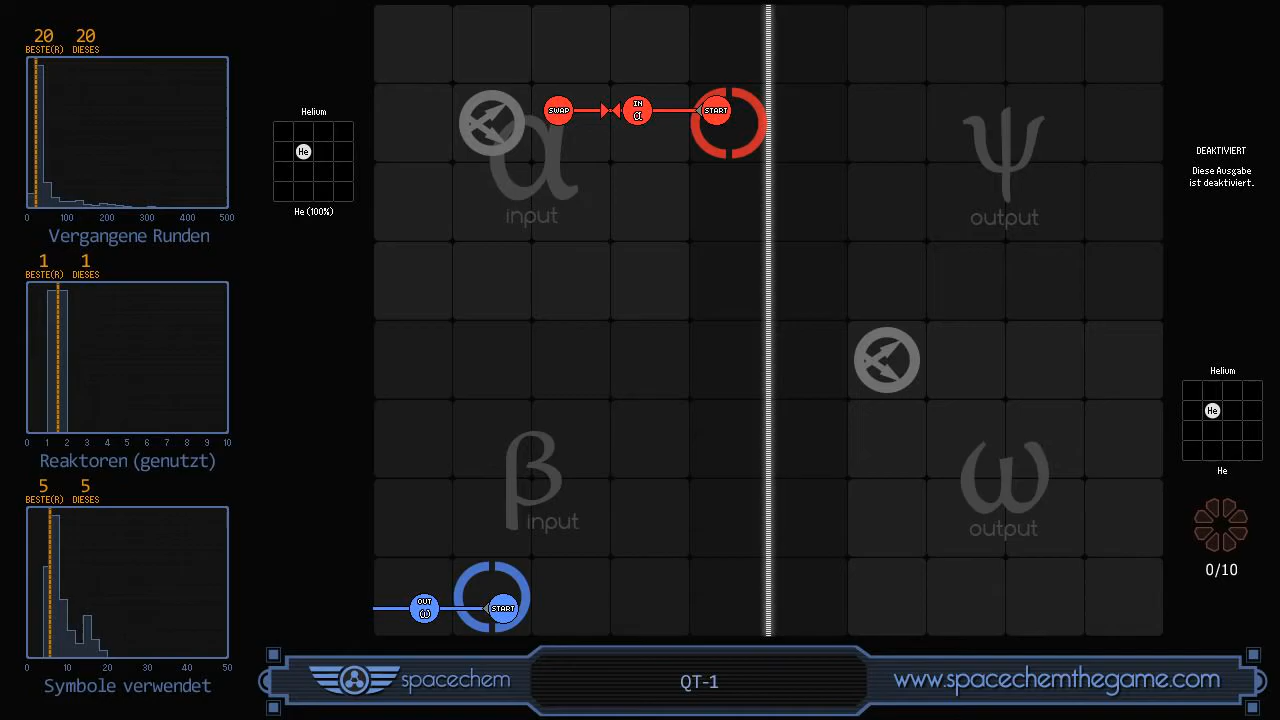 20 20
BESTE(R) DIESES
0 100 200 300 400 500
Vergangene Runden
1 1
BESTE(R) DIESES
0 1 2 3 4 5 6 7 8 9 10
Reaktoren (genutzt)
5 5
BESTE(R) DIESES
0 10 20 30 40 50
Symbole verwendet
Helium
He
He (100%)
SWAP
IN
α
START
α
input
ψ
output
β
input
ω
output
OUT
ω
START
DEAKTIVIERT
Diese Ausgabe
ist deaktiviert.
Helium
He
He
0/10
spacechem
QT-1
www.spacechemthegame.com